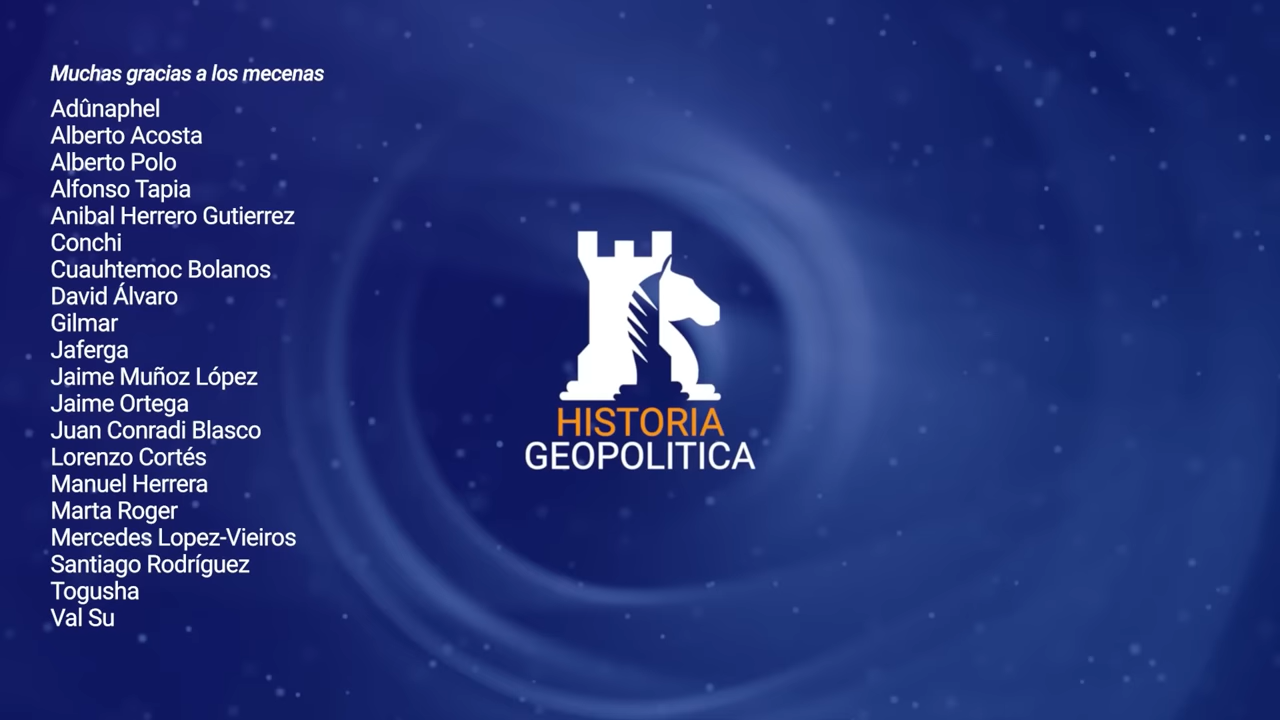 Muchas gracias a los mecenas
Adûnaphel
Alberto Acosta
Alberto Polo
Alfonso Tapia
Anibal Herrero Gutierrez
Conchi
Cuauhtemoc Bolanos
David Álvaro
Gilmar
Jaferga
Jaime Muñoz López
Jaime Ortega
Juan Conradi Blasco
Lorenzo Cortés
Manuel Herrera
Marta Roger
Mercedes Lopez-Vieiros
Santiago Rodríguez
Togusha
Val Su
HISTORIA
GEOPOLITICA